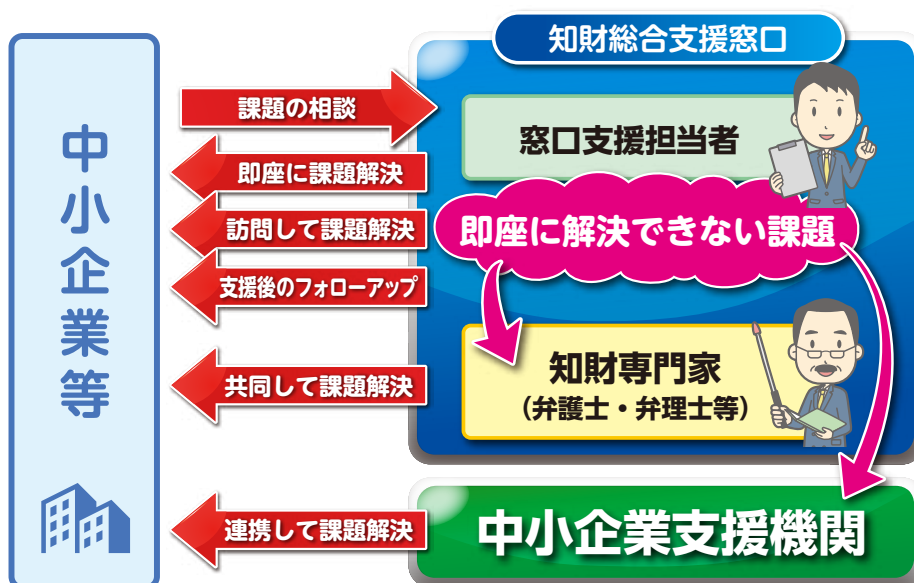 中小企業等
知財総合支援窓口
課題の相談
窓口支援担当者
即座に課題解決
訪問して課題解決
即座に解決できない課題
支援後のフォローアップ
共同して課題解決
知財専門家
（弁護士・弁理士等）
連携して課題解決
中小企業支援機関